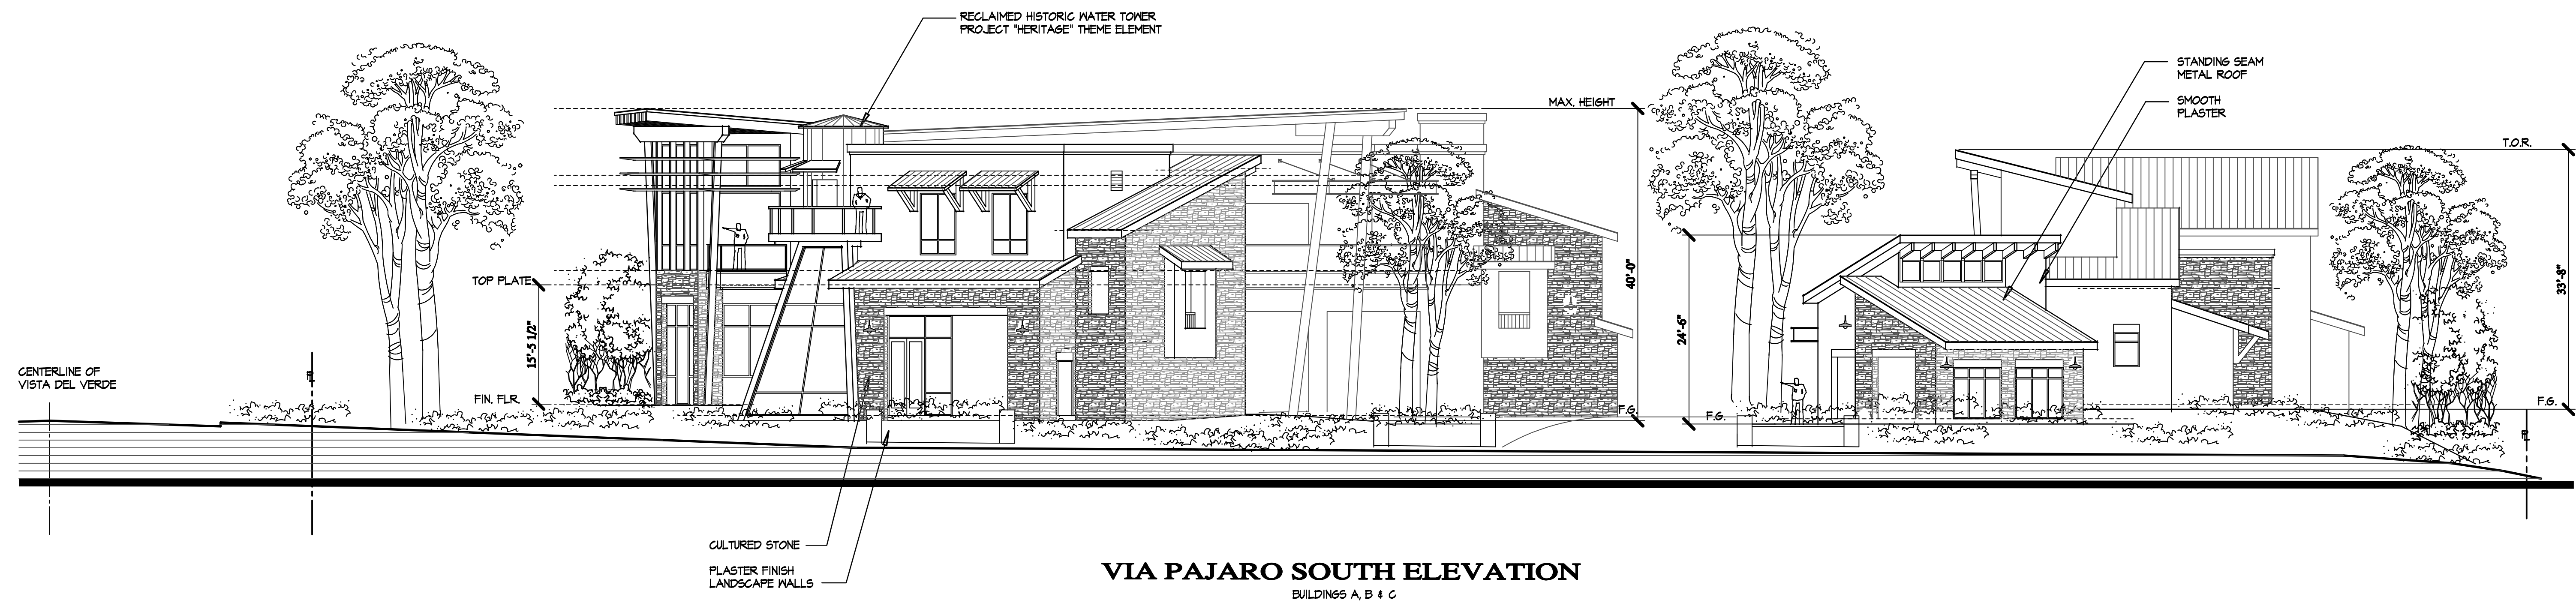 RECLAIMED HISTORIC WATER TOWER
PROJECT "HERITAGE" THEME ELEMENT
STANDING SEAM
METAL ROOF
SMOOTH
PLASTER
MAX. HEIGHT
T.O.R.
TOP PLATE
15'-5 1/2"
40'-0"
24'-6"
33'-8"
CENTERLINE OF
VISTA DEL VERDE
PL
FIN. FLR.
F.G.
F.G.
F.G.
PL
CULTURED STONE
PLASTER FINISH
LANDSCAPE WALLS
VIA PAJARO SOUTH ELEVATION
BUILDINGS A, B & C